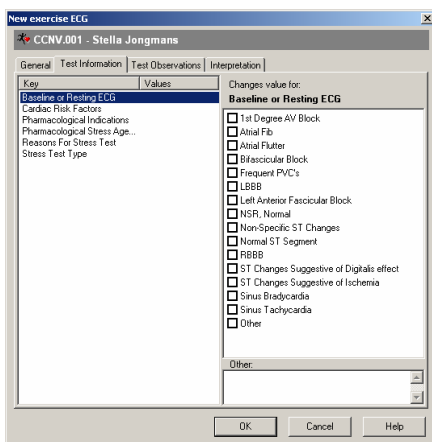 New exercise ECG
CCNV.001 - Stella Jongmans
General Test Information Test Observations Interpretation
Key Values
Baseline or Resting ECG
Cardiac Risk Factors
Pharmacological Indications
Pharmacological Stress Age...
Reasons For Stress Test
Stress Test Type
Changes value for:
Baseline or Resting ECG
1st Degree AV Block
Atrial Fib
Atrial Flutter
Bifascicular Block
Frequent PVC's
LBBB
Left Anterior Fascicular Block
NSR, Normal
Non-Specific ST Changes
Normal ST Segment
RBBB
ST Changes Suggestive of Digitalis effect
ST Changes Suggestive of Ischemia
Sinus Bradycardia
Sinus Tachycardia
Other
Other:
OK Cancel Help